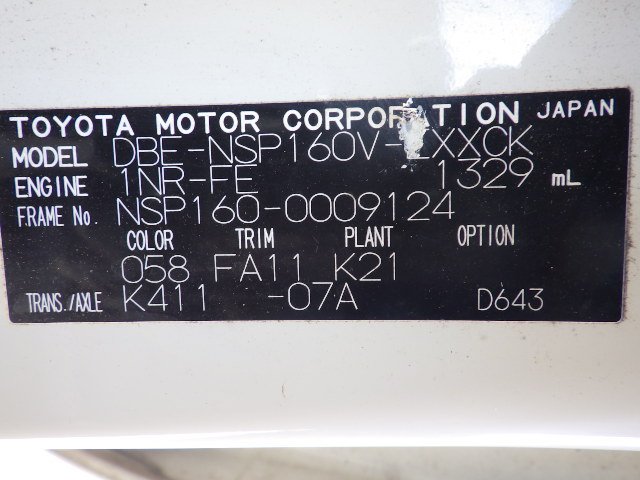 TOYOTA MOTOR CORPORATION JAPAN
MODEL DBE-NSP160V-EXXCK
ENGINE 1NR-FE 1329 mL
FRAME No. NSP160-0009124
COLOR TRIM PLANT OPTION
058 FA11 K21
TRANS./AXLE K411 -07A D643